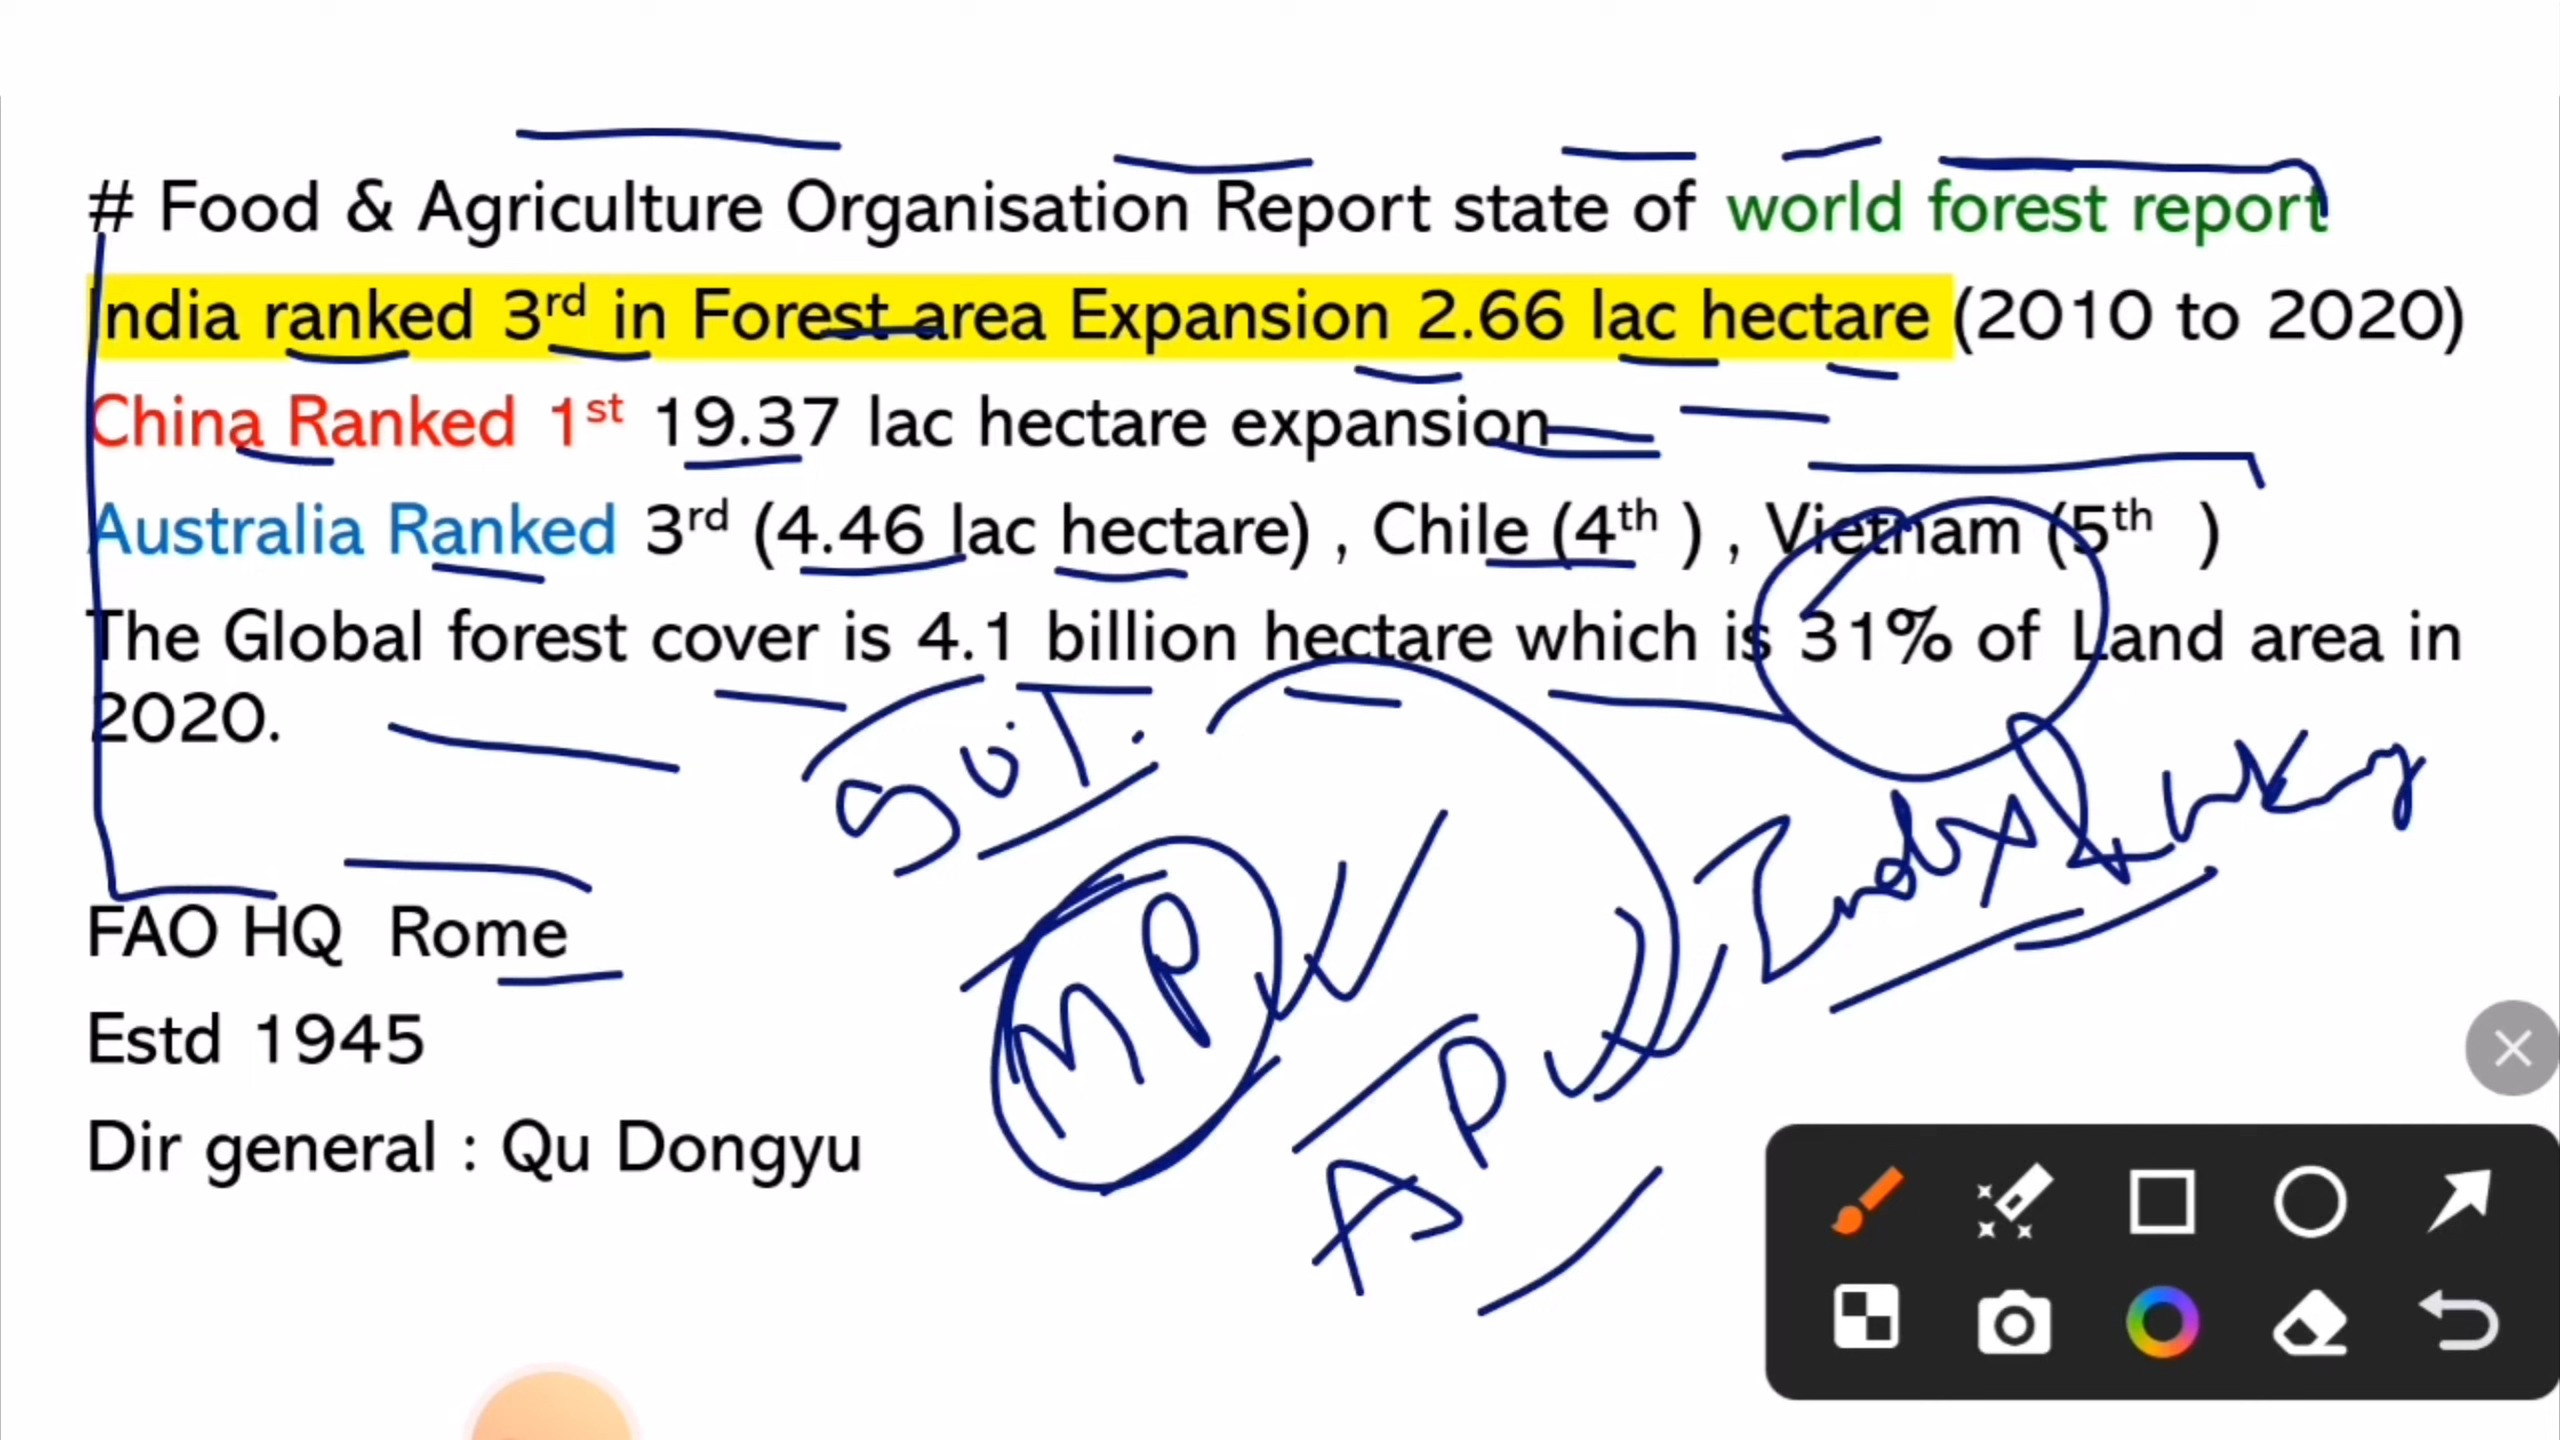 # Food & Agriculture Organisation Report state of world forest report
India ranked 3rd in Forest area Expansion 2.66 lac hectare (2010 to 2020)
China Ranked 1st 19.37 lac hectare expansion
Australia Ranked 3rd (4.46 lac hectare) , Chile (4th ) , Vietnam (5th )
The Global forest cover is 4.1 billion hectare which is 31% of Land area in
2020.
MP
AP
FAO HQ Rome
Estd 1945
Dir general : Qu Dongyu